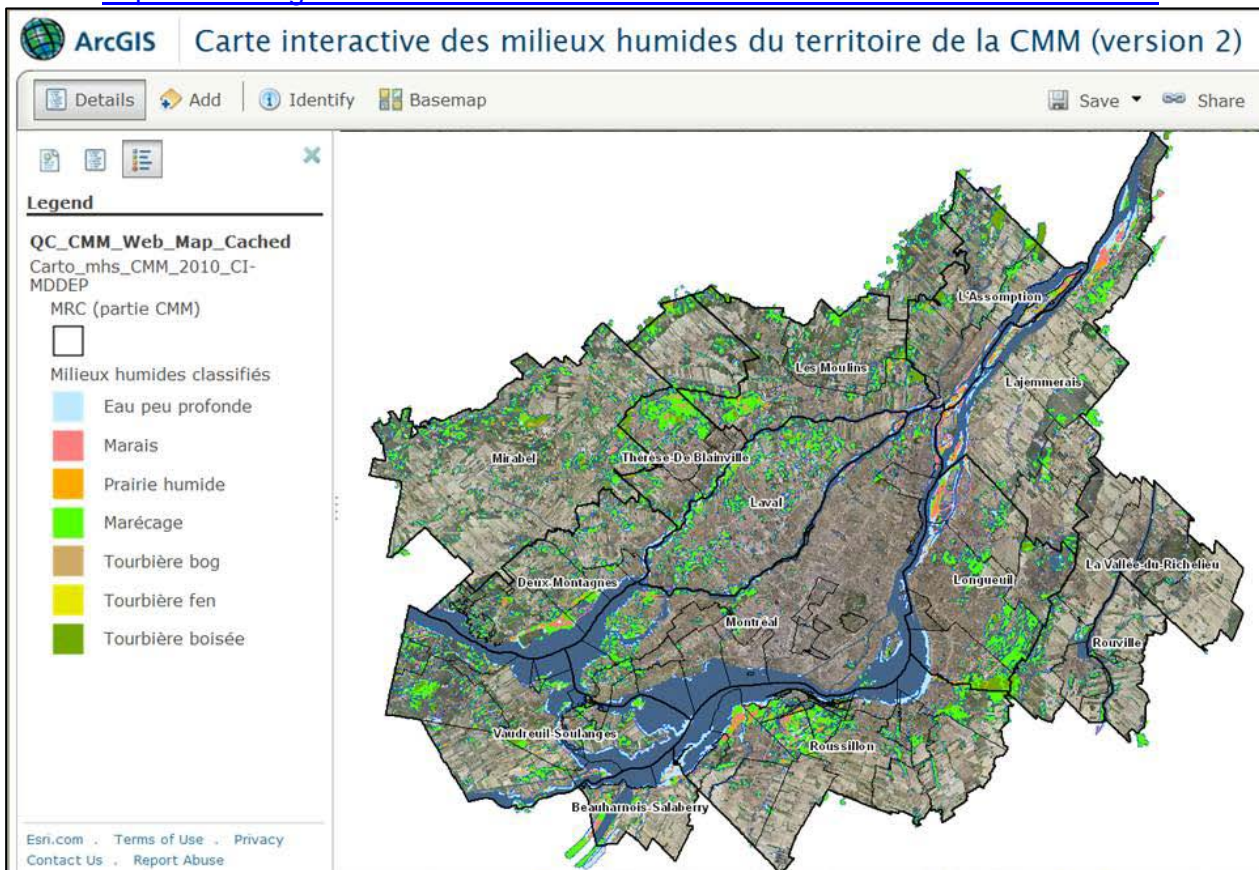 ArcGIS
Carte interactive des milieux humides du territoire de la CMM (version 2)
Details
Add
Identify
Basemap
Save
Share
Legend
QC_CMM_Web_Map_Cached
Carto_mhs_CMM_2010_CI-
MDDEP
MRC (partie CMM)
Milieux humides classifiés
Eau peu profonde
Marais
Prairie humide
Marécage
Tourbière bog
Tourbière fen
Tourbière boisée
Esri.com . Terms of Use . Privacy
Contact Us . Report Abuse
L'Assomption
Les Moulins
Lajemmerais
Mirabel
Thérèse-De Blainville
Laval
Deux-Montagnes
Longueuil
La Vallée-du-Richelieu
Montréal
Rouville
Vaudreuil-Soulanges
Roussillon
Beauharnois-Salaberry